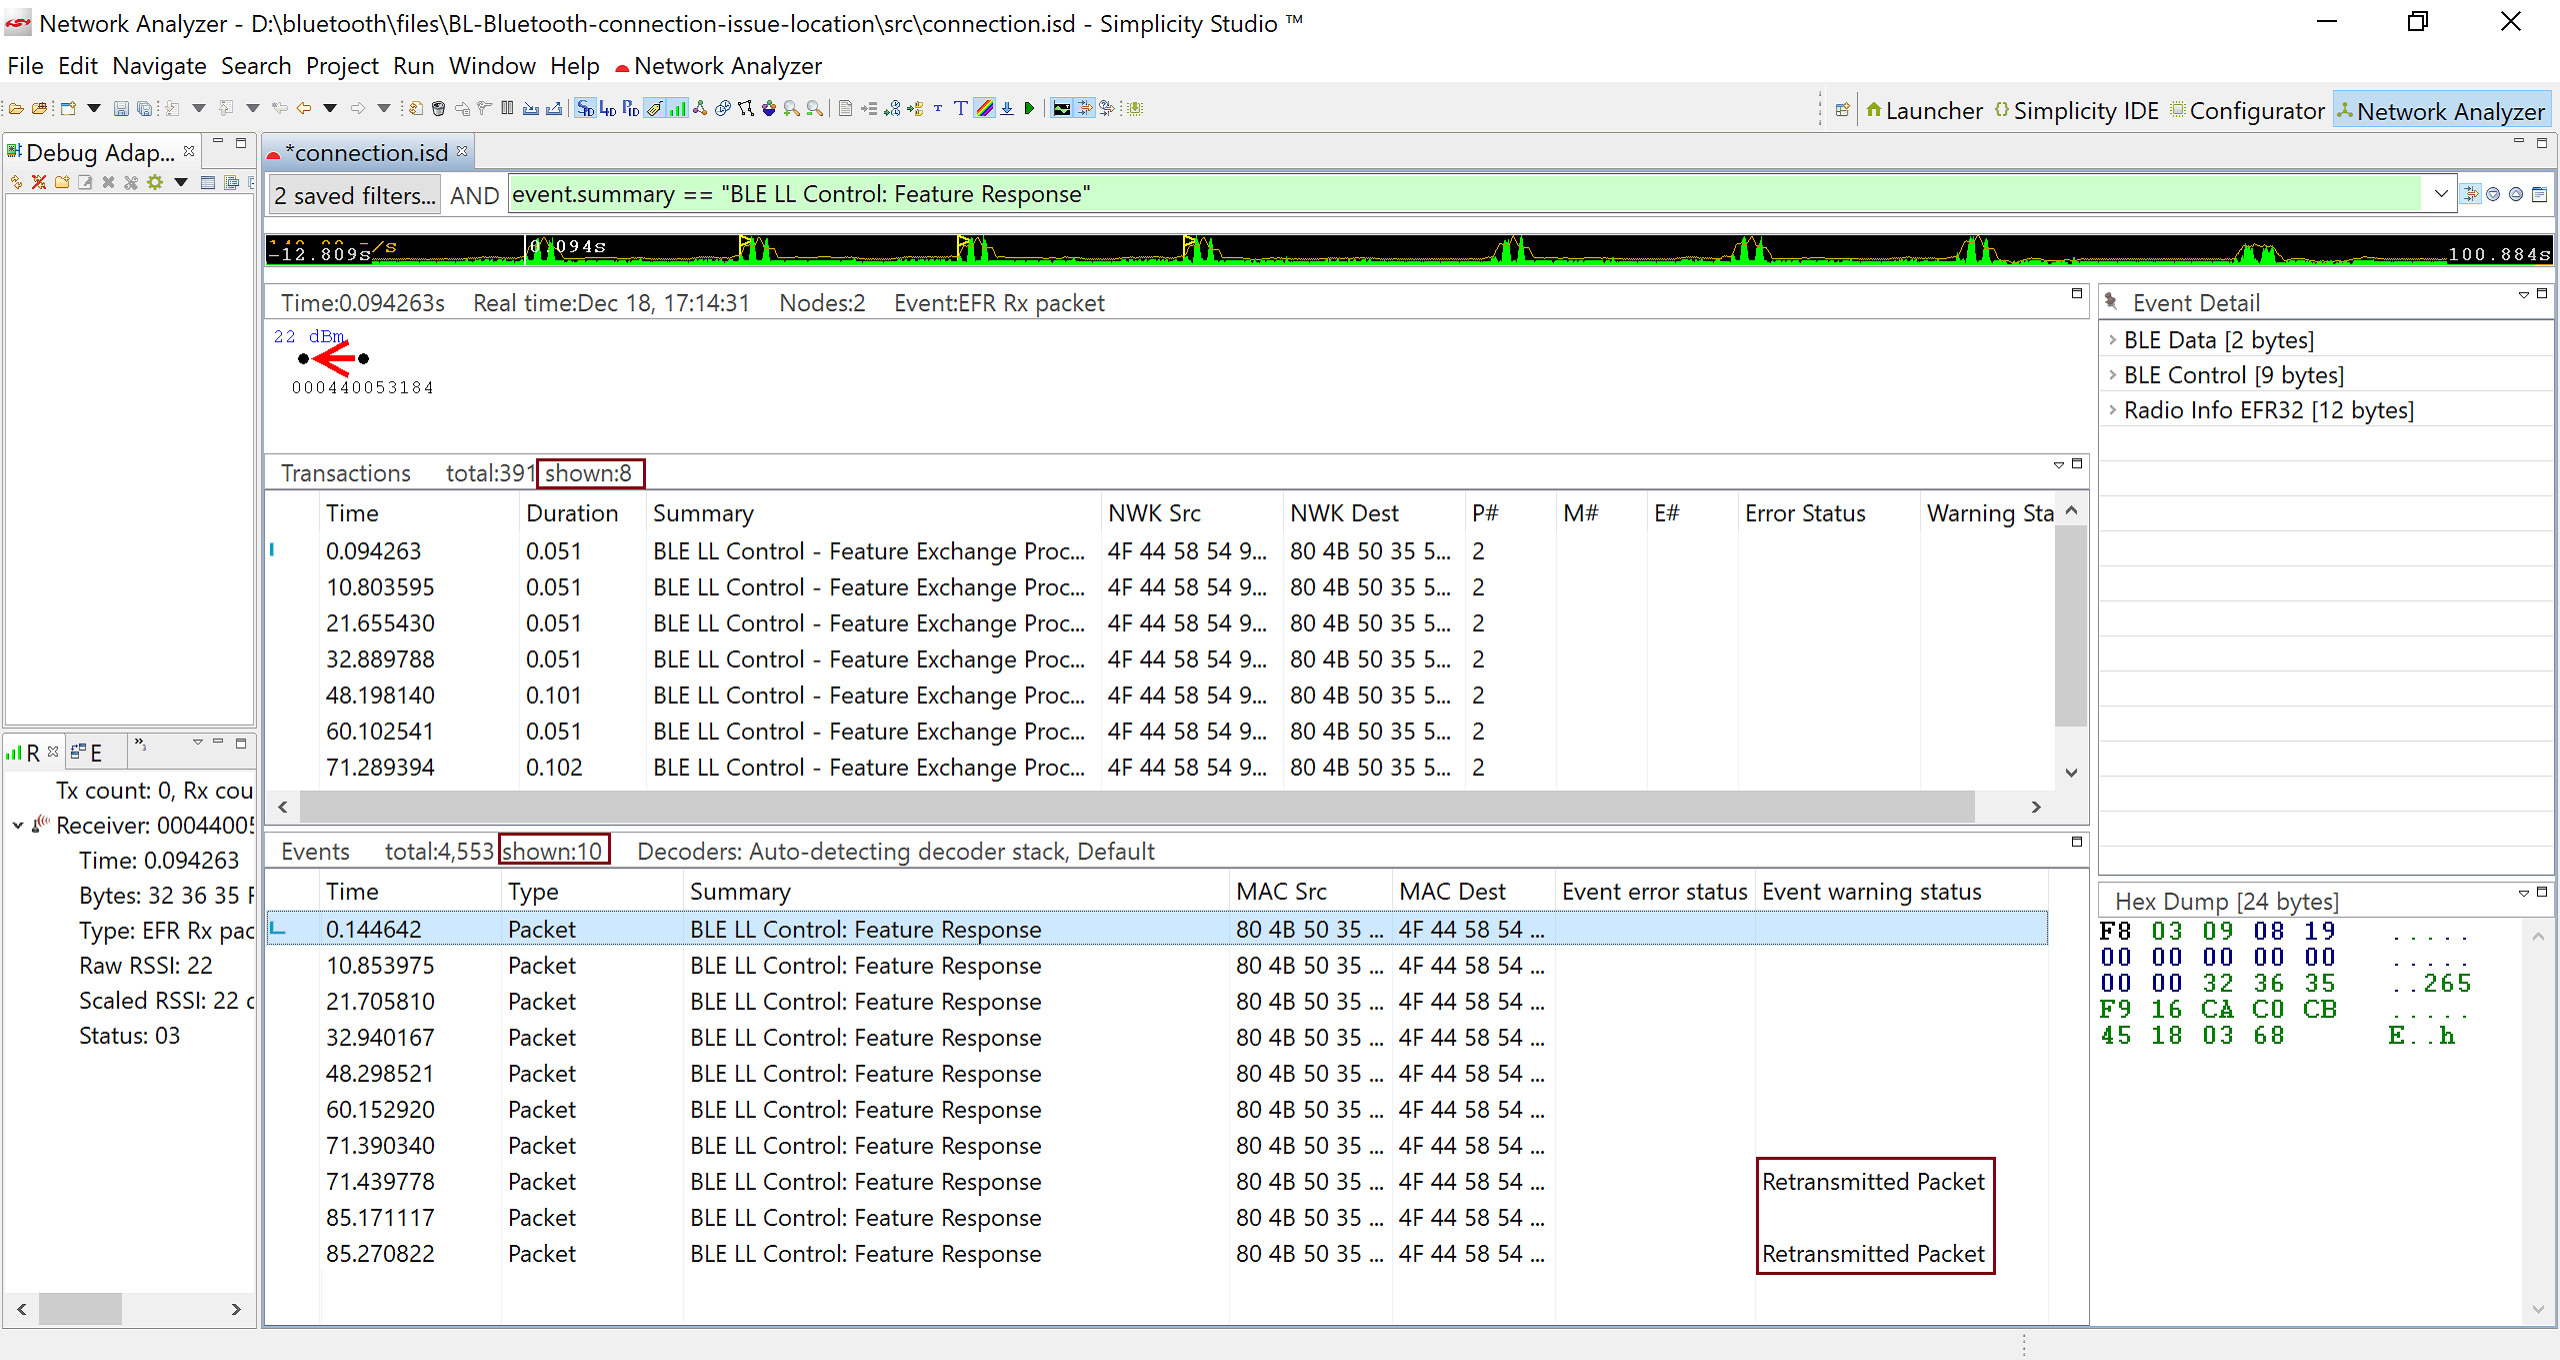 Network Analyzer - D:\bluetooth\files\BL-Bluetooth-connection-issue-location\src\connection.isd - Simplicity Studio ™
File Edit Navigate Search Project Run Window Help Network Analyzer
Launcher Simplicity IDE Configurator Network Analyzer
Debug Adap...
*connection.isd
2 saved filters... AND event.summary == "BLE LL Control: Feature Response"
-12.809s 0.094s 100.884s
Time:0.094263s Real time:Dec 18, 17:14:31 Nodes:2 Event:EFR Rx packet
22 dBm
000440053184
Transactions total:391 shown:8
Time Duration Summary NWK Src NWK Dest P# M# E# Error Status Warning Sta
0.094263 0.051 BLE LL Control - Feature Exchange Proc... 4F 44 58 54 9... 80 4B 50 35 5... 2
10.803595 0.051 BLE LL Control - Feature Exchange Proc... 4F 44 58 54 9... 80 4B 50 35 5... 2
21.655430 0.051 BLE LL Control - Feature Exchange Proc... 4F 44 58 54 9... 80 4B 50 35 5... 2
32.889788 0.051 BLE LL Control - Feature Exchange Proc... 4F 44 58 54 9... 80 4B 50 35 5... 2
48.198140 0.101 BLE LL Control - Feature Exchange Proc... 4F 44 58 54 9... 80 4B 50 35 5... 2
60.102541 0.051 BLE LL Control - Feature Exchange Proc... 4F 44 58 54 9... 80 4B 50 35 5... 2
71.289394 0.102 BLE LL Control - Feature Exchange Proc... 4F 44 58 54 9... 80 4B 50 35 5... 2
Events total:4,553 shown:10 Decoders: Auto-detecting decoder stack, Default
Time Type Summary MAC Src MAC Dest Event error status Event warning status
0.144642 Packet BLE LL Control: Feature Response 80 4B 50 35 ... 4F 44 58 54 ...
10.853975 Packet BLE LL Control: Feature Response 80 4B 50 35 ... 4F 44 58 54 ...
21.705810 Packet BLE LL Control: Feature Response 80 4B 50 35 ... 4F 44 58 54 ...
32.940167 Packet BLE LL Control: Feature Response 80 4B 50 35 ... 4F 44 58 54 ...
48.298521 Packet BLE LL Control: Feature Response 80 4B 50 35 ... 4F 44 58 54 ...
60.152920 Packet BLE LL Control: Feature Response 80 4B 50 35 ... 4F 44 58 54 ...
71.390340 Packet BLE LL Control: Feature Response 80 4B 50 35 ... 4F 44 58 54 ...
71.439778 Packet BLE LL Control: Feature Response 80 4B 50 35 ... 4F 44 58 54 ... Retransmitted Packet
85.171117 Packet BLE LL Control: Feature Response 80 4B 50 35 ... 4F 44 58 54 ...
85.270822 Packet BLE LL Control: Feature Response 80 4B 50 35 ... 4F 44 58 54 ... Retransmitted Packet
R E
Tx count: 0, Rx cou
Receiver: 00044005
Time: 0.094263
Bytes: 32 36 35 F
Type: EFR Rx pac
Raw RSSI: 22
Scaled RSSI: 22 d
Status: 03
Event Detail
BLE Data [2 bytes]
BLE Control [9 bytes]
Radio Info EFR32 [12 bytes]
Hex Dump [24 bytes]
F8 03 09 08 19 .....
00 00 00 00 00 .....
00 00 32 36 35 ..265
F9 16 CA C0 CB .....
45 18 03 68 E..h